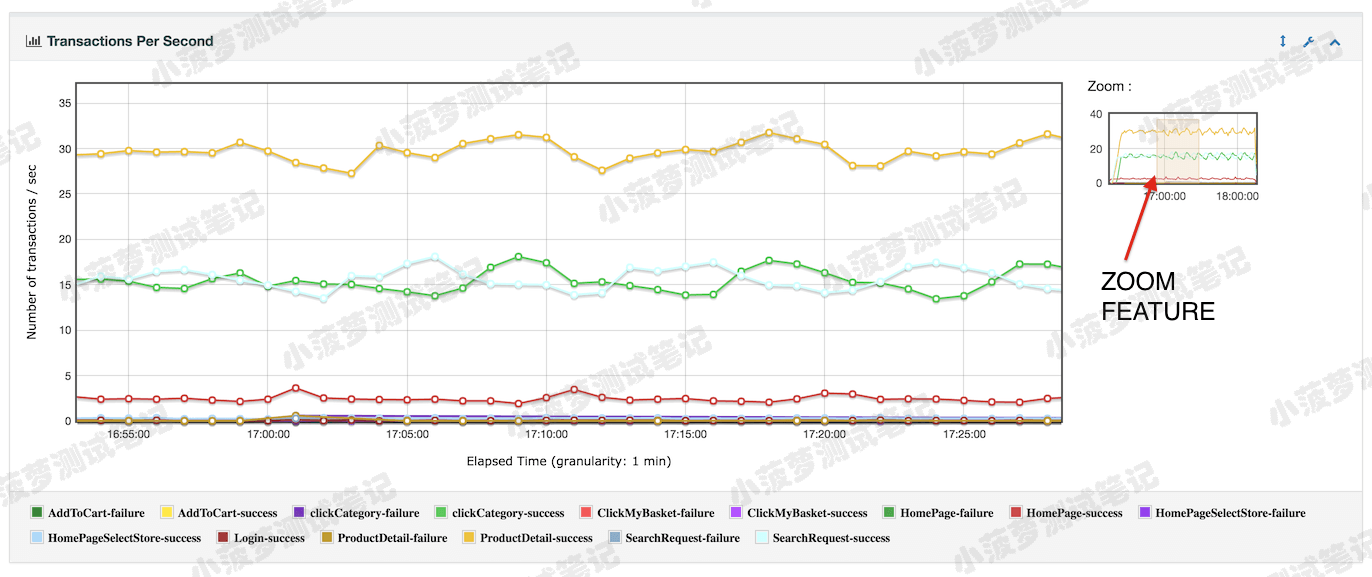 Transactions Per Second
Zoom :
40
20
0
17:00:00 18:00:00
ZOOM
FEATURE
Number of transactions / sec
35
30
25
20
15
10
5
0
16:55:00 17:00:00 17:05:00 17:10:00 17:15:00 17:20:00 17:25:00
Elapsed Time (granularity: 1 min)
AddToCart-failure AddToCart-success clickCategory-failure clickCategory-success ClickMyBasket-failure ClickMyBasket-success HomePage-failure HomePage-success HomePageSelectStore-failure
HomePageSelectStore-success Login-success ProductDetail-failure ProductDetail-success SearchRequest-failure SearchRequest-success
小菠萝测试笔记